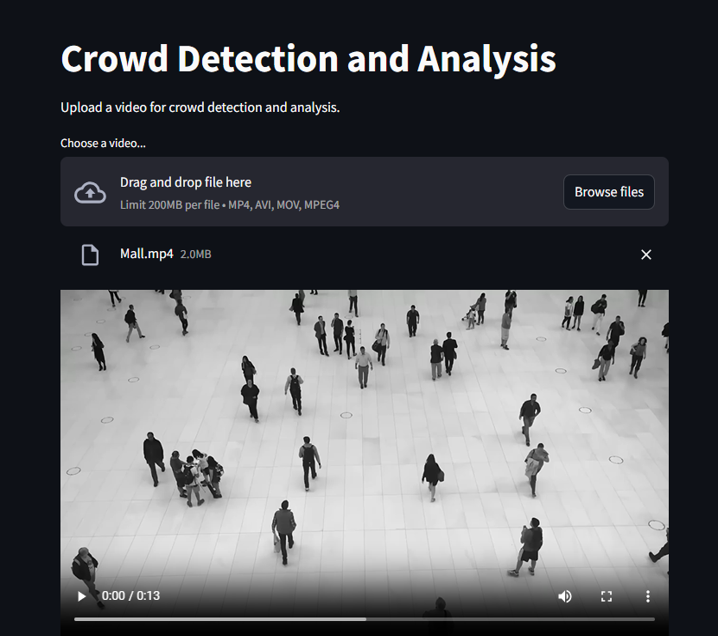 Crowd Detection and Analysis
Upload a video for crowd detection and analysis.
Choose a video...
Drag and drop file here
Limit 200MB per file • MP4, AVI, MOV, MPEG4
Browse files
Mall.mp4 2.0MB
0:00 / 0:13